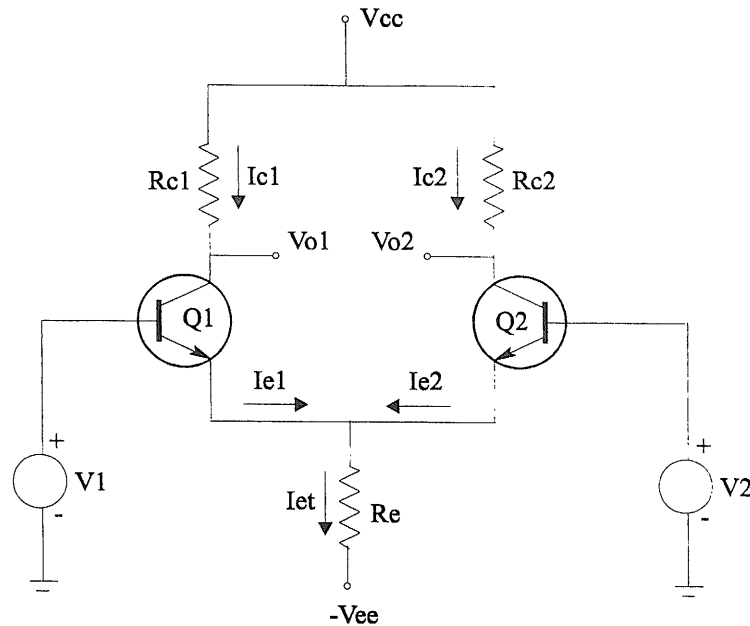 Vcc
Rc1 Ic1 Ic2 Rc2
Vo1 Vo2
Q1 Q2
Ie1 Ie2
+ +
V1 V2
- -
Iet Re
-Vee